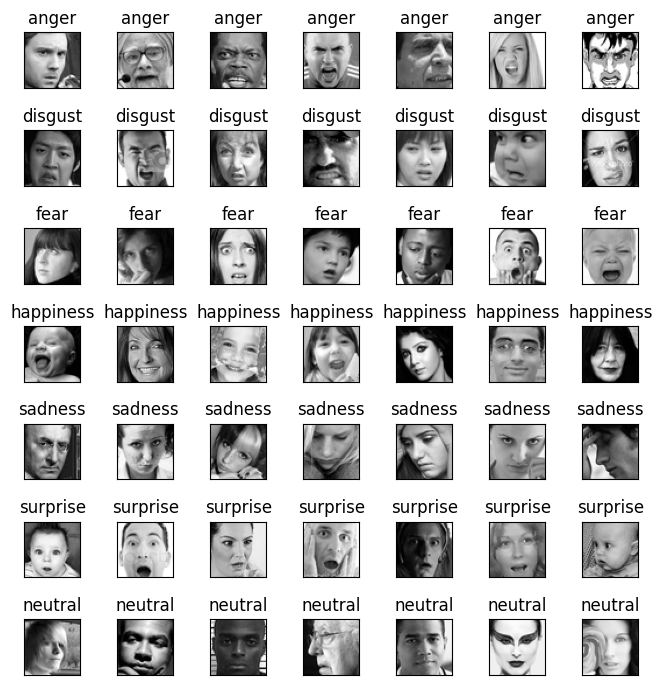 anger anger anger anger anger anger anger
disgust disgust disgust disgust disgust disgust disgust
fear fear fear fear fear fear fear
happiness happiness happiness happiness happiness happiness happiness
sadness sadness sadness sadness sadness sadness sadness
surprise surprise surprise surprise surprise surprise surprise
neutral neutral neutral neutral neutral neutral neutral